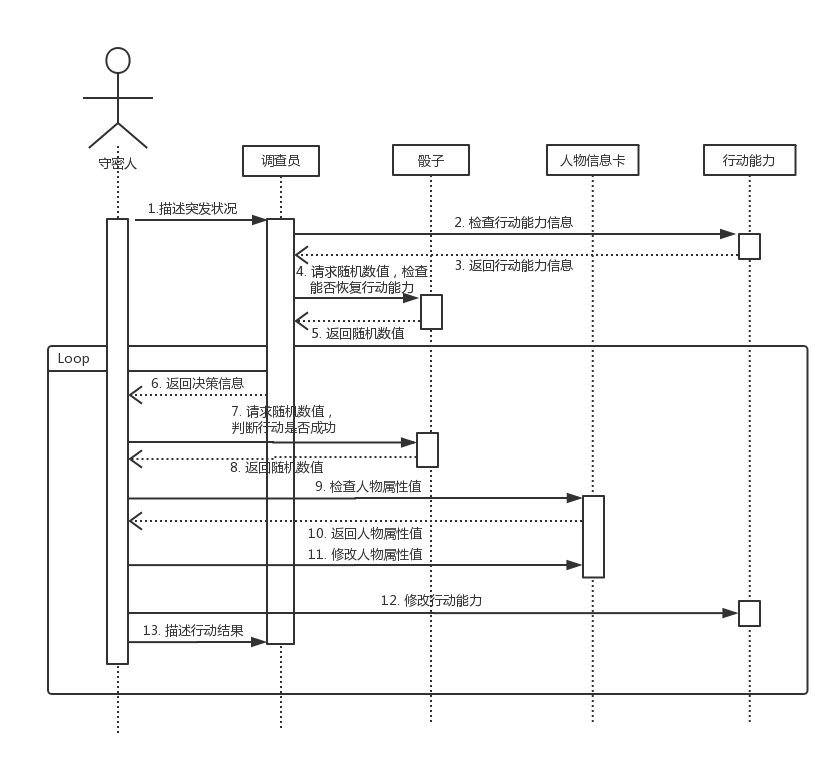 守密人
调查员
骰子
人物信息卡
行动能力
1.描述突发状况
2. 检查行动能力信息
3. 返回行动能力信息
4. 请求随机数值，检查
能否恢复行动能力
5. 返回随机数值
Loop
6. 返回决策信息
7. 请求随机数值，
判断行动是否成功
8. 返回随机数值
9. 检查人物属性值
10. 返回人物属性值
11. 修改人物属性值
12. 修改行动能力
13. 描述行动结果